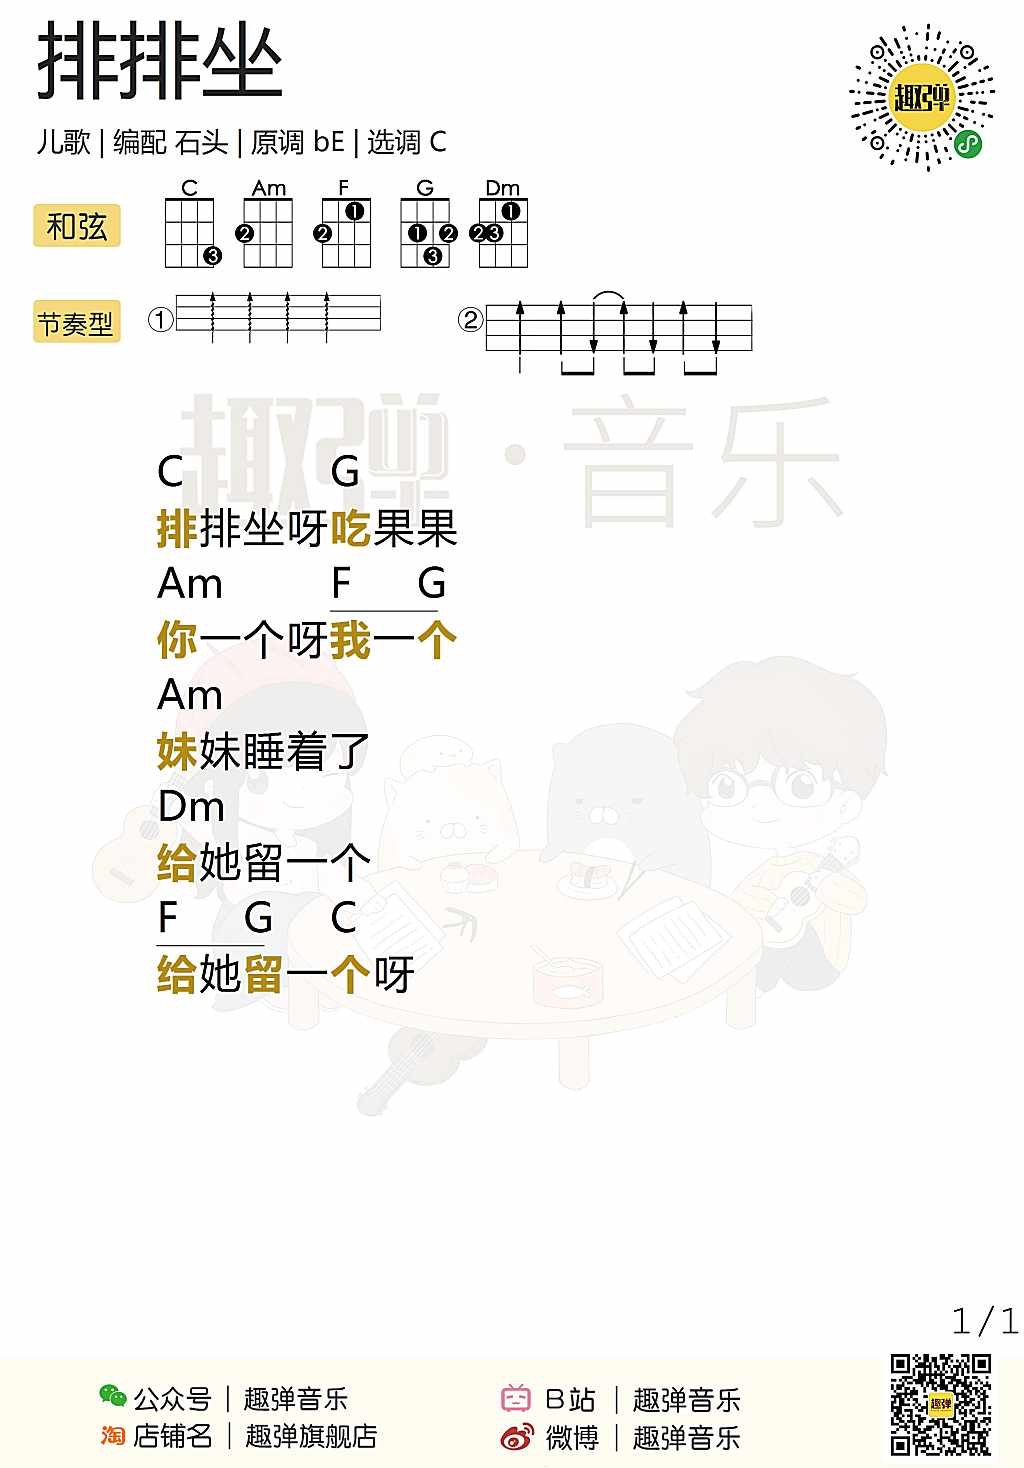 排排坐
趣弹
儿歌 | 编配 石头 | 原调 bE | 选调 C
C Am F G Dm
和弦
3 2 2 1 1 2 3 2 3 1
节奏型 ① ②
趣弹·音乐
C G
排排坐呀吃果果
Am F G
你一个呀我一个
Am
妹妹睡着了
Dm
给她留一个
F G C
给她留一个呀
1/1
公众号 | 趣弹音乐 B站 | 趣弹音乐
淘 店铺名 | 趣弹旗舰店 微博 | 趣弹音乐
趣弹